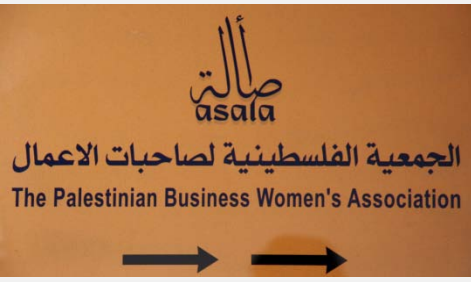 أصالة
asala
الجمعية الفلسطينية لصاحبات الاعمال
The Palestinian Business Women's Association